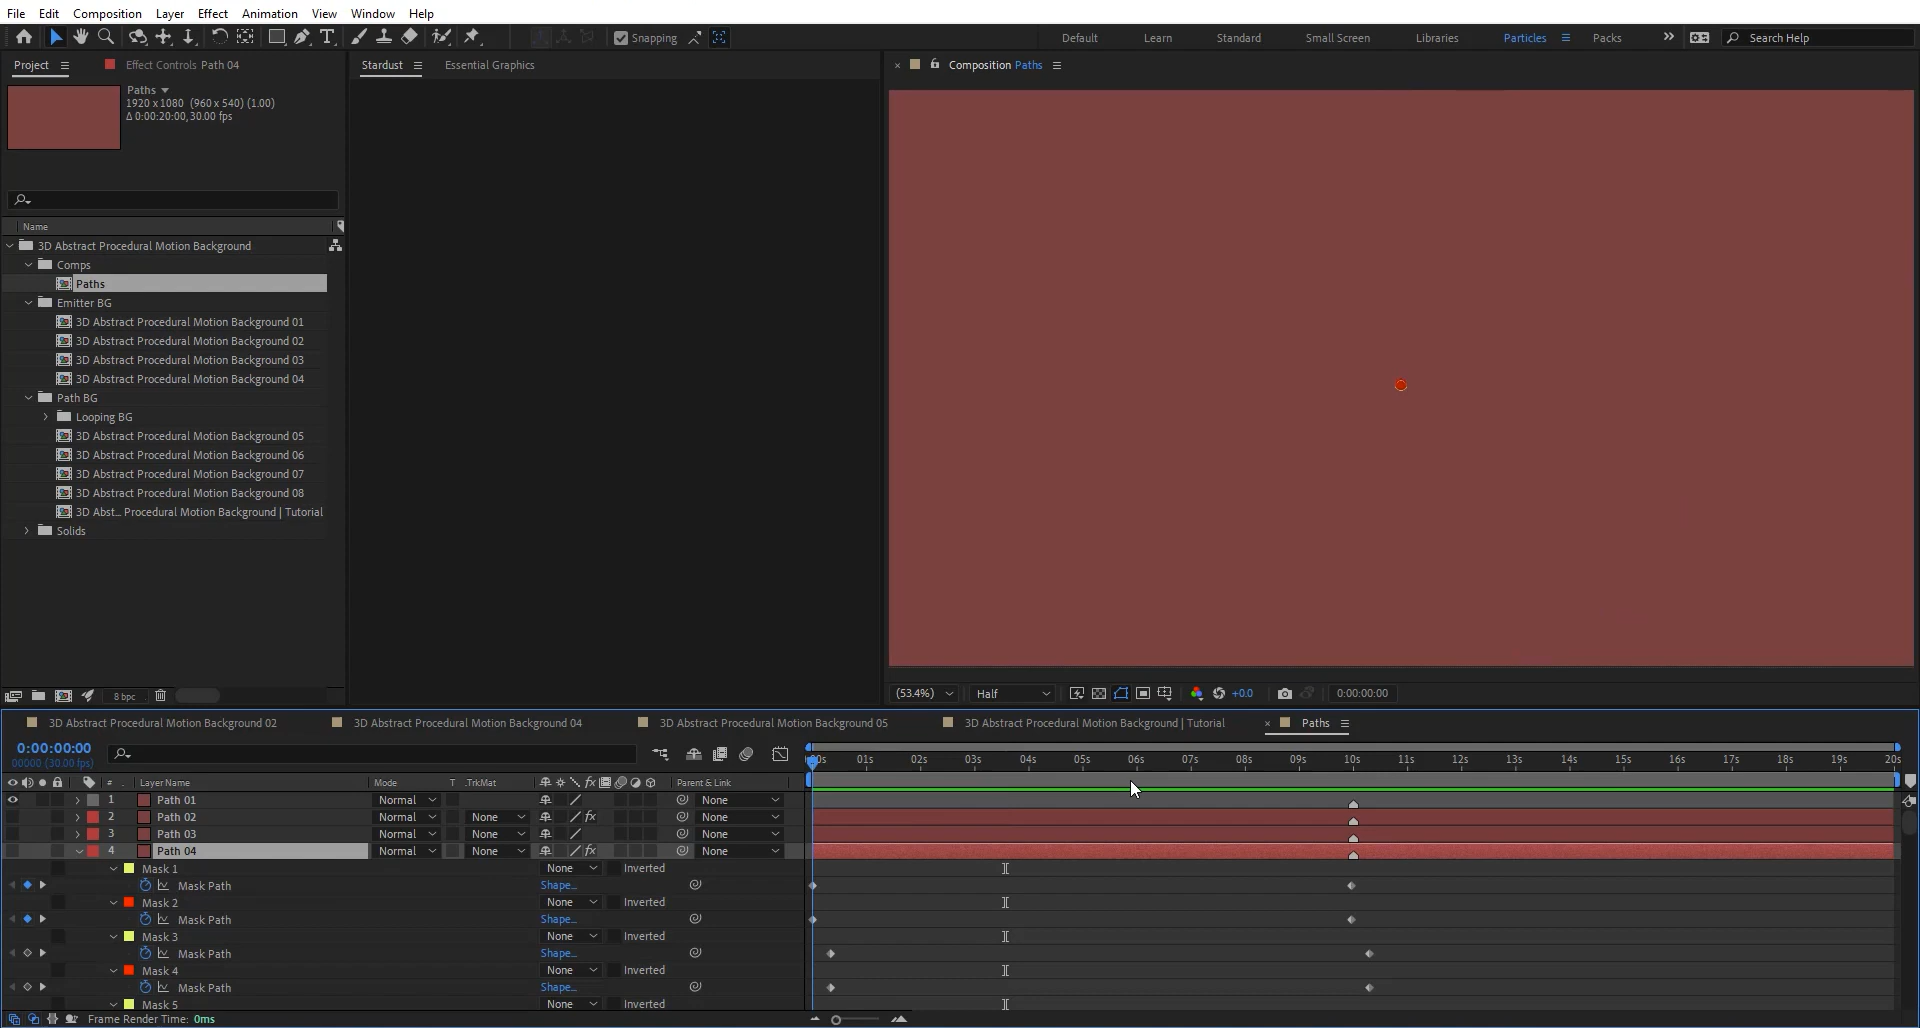 File Edit Composition Layer Effect Animation View Window Help
Snapping Default Learn Standard Small Screen Libraries Particles Packs Search Help
Project Effect Controls Path 04 Stardust Essential Graphics Composition Paths
Paths
1920 x 1080 (960 x 540) (1.00)
Δ 0:00:20:00, 30.00 fps
Name
3D Abstract Procedural Motion Background
Comps
Paths
Emitter BG
3D Abstract Procedural Motion Background 01
3D Abstract Procedural Motion Background 02
3D Abstract Procedural Motion Background 03
3D Abstract Procedural Motion Background 04
Path BG
Looping BG
3D Abstract Procedural Motion Background 05
3D Abstract Procedural Motion Background 06
3D Abstract Procedural Motion Background 07
3D Abstract Procedural Motion Background 08
3D Abst... Procedural Motion Background | Tutorial
Solids
8 bpc (53.4%) Half +0.0 0:00:00:00
3D Abstract Procedural Motion Background 02 3D Abstract Procedural Motion Background 04 3D Abstract Procedural Motion Background 05 3D Abstract Procedural Motion Background | Tutorial Paths
0:00:00:00
00000 (30.00 fps)
00s 01s 02s 03s 04s 05s 06s 07s 08s 09s 10s 11s 12s 13s 14s 15s 16s 17s 18s 19s 20s
# Layer Name Mode T .TrkMat fx Parent & Link
1 Path 01 Normal None
2 Path 02 Normal None fx None
3 Path 03 Normal None None
4 Path 04 Normal None fx None
Mask 1 None Inverted
Mask Path Shape...
Mask 2 None Inverted
Mask Path Shape...
Mask 3 None Inverted
Mask Path Shape...
Mask 4 None Inverted
Mask Path Shape...
Mask 5 None Inverted
Frame Render Time: 0ms